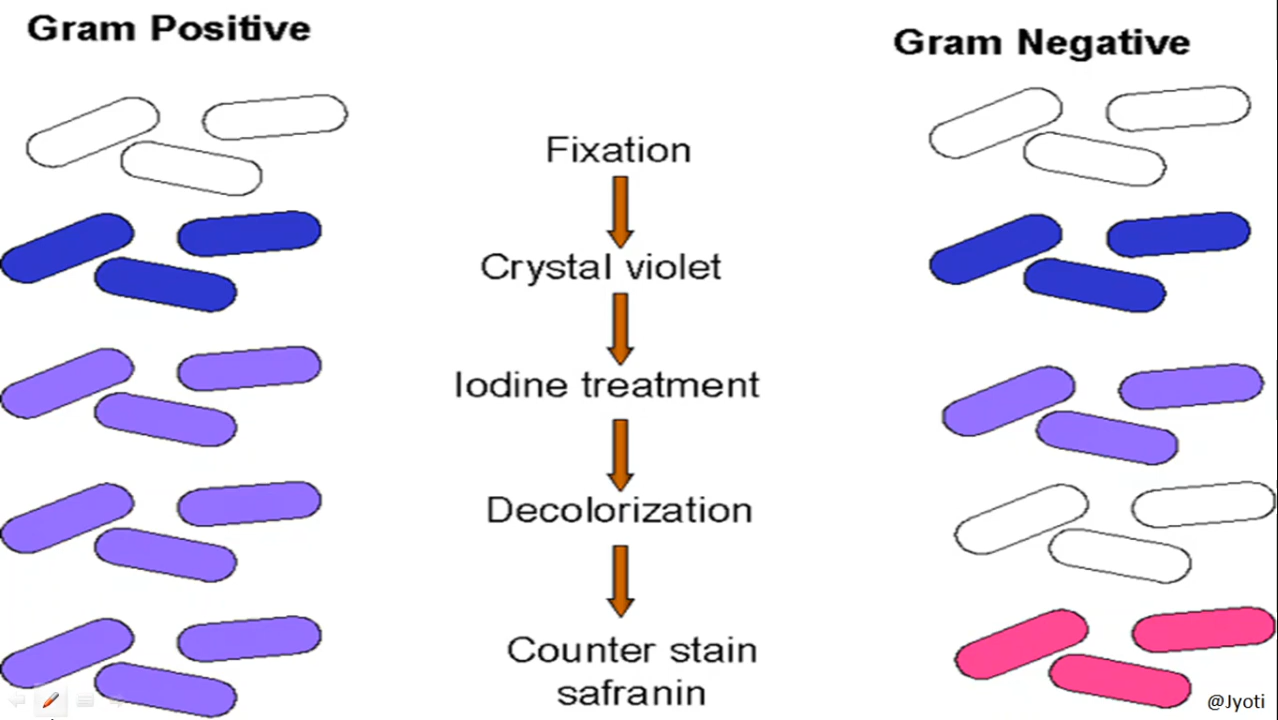 Gram Positive
Gram Negative
Fixation
Crystal violet
Iodine treatment
Decolorization
Counter stain
safranin
@Jyoti